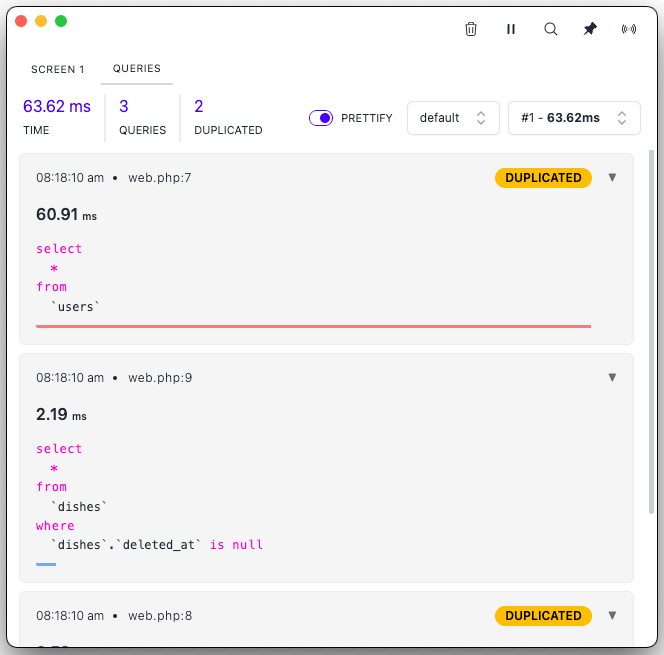 SCREEN 1 QUERIES
63.62 ms 3 2
TIME QUERIES DUPLICATED PRETTIFY default #1 - 63.62ms
08:18:10 am • web.php:7 DUPLICATED ▼
60.91 ms
select
*
from
`users`
08:18:10 am • web.php:9 ▼
2.19 ms
select
*
from
`dishes`
where
`dishes`.`deleted_at` is null
08:18:10 am • web.php:8 DUPLICATED ▼